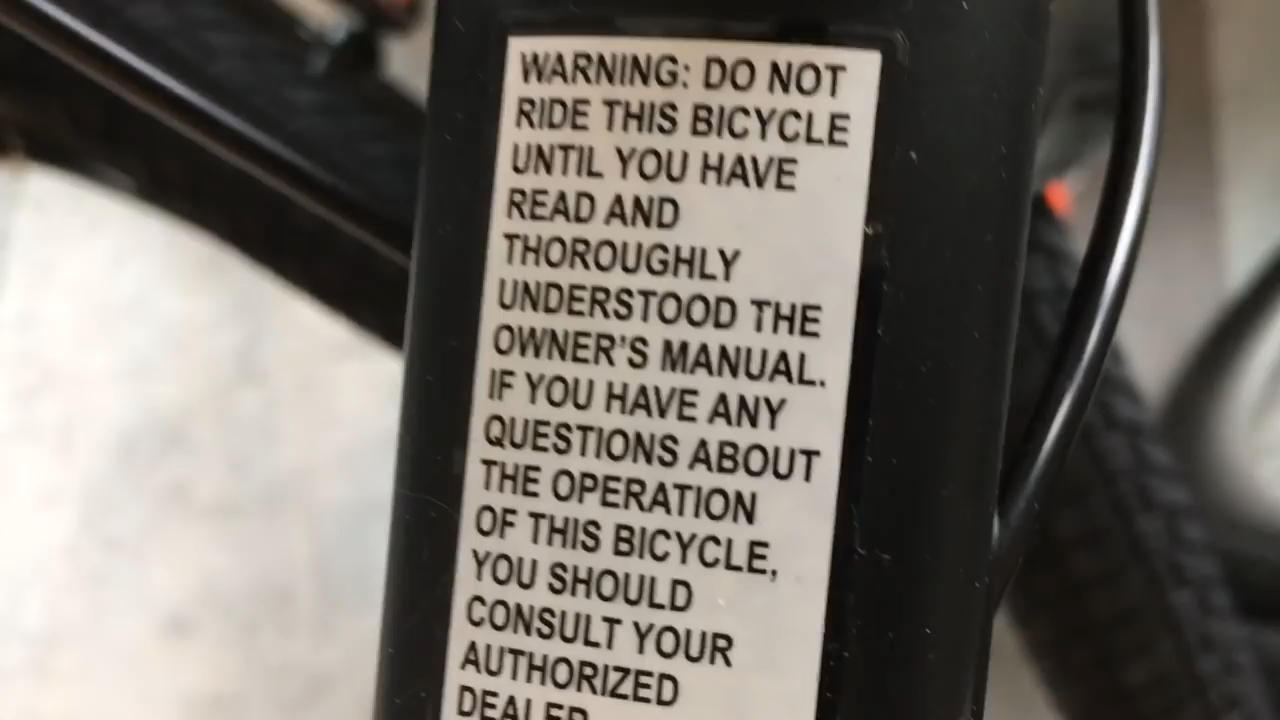 WARNING: DO NOT
RIDE THIS BICYCLE
UNTIL YOU HAVE
READ AND
THOROUGHLY
UNDERSTOOD THE
OWNER'S MANUAL.
IF YOU HAVE ANY
QUESTIONS ABOUT
THE OPERATION
OF THIS BICYCLE,
YOU SHOULD
CONSULT YOUR
AUTHORIZED
DEALER